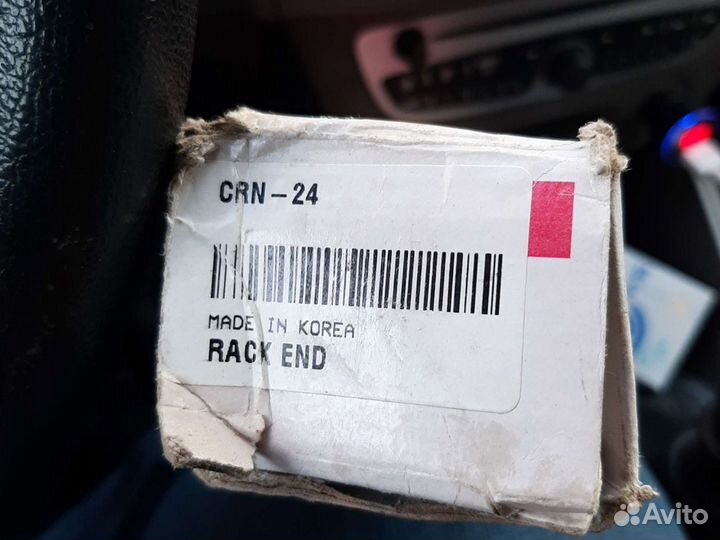 CRN-24
MADE IN KOREA
RACK END
Avito